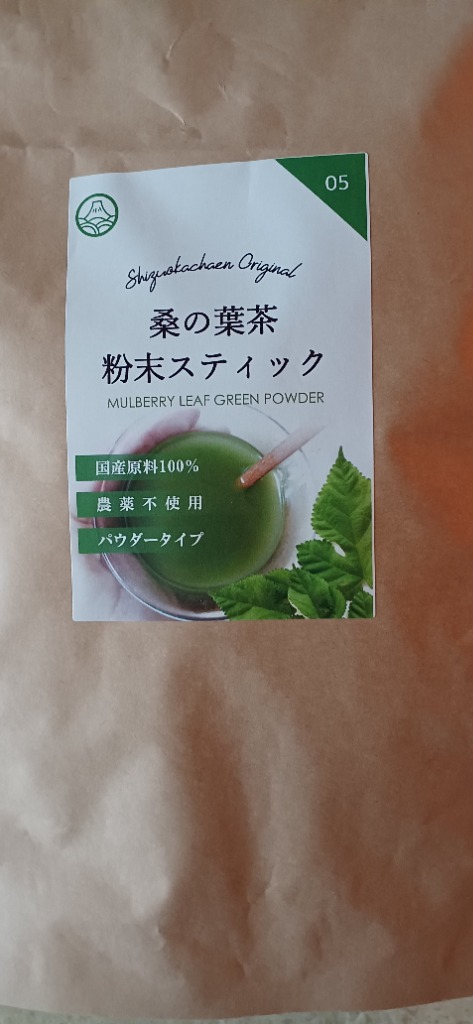 05
Shizuokachaen Original
桑の葉茶
粉末スティック
MULBERRY LEAF GREEN POWDER
国産原料100%
農薬不使用
パウダータイプ